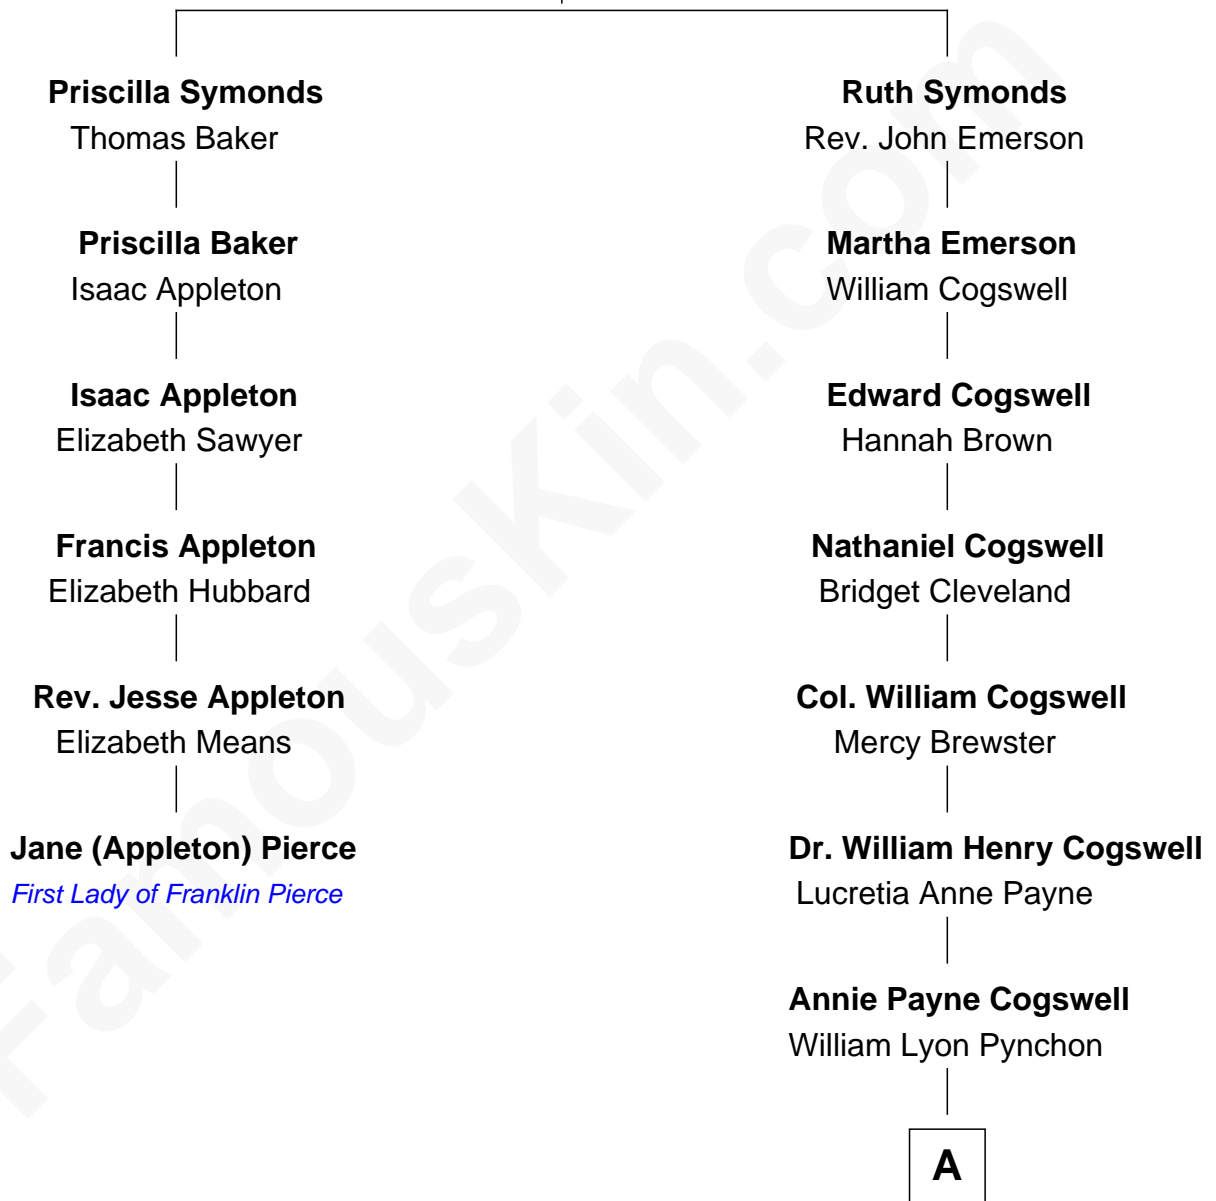 Priscilla Symonds
Thomas Baker
Priscilla Baker
Isaac Appleton
Isaac Appleton
Elizabeth Sawyer
Francis Appleton
Elizabeth Hubbard
Rev. Jesse Appleton
Elizabeth Means
Jane (Appleton) Pierce
First Lady of Franklin Pierce
Ruth Symonds
Rev. John Emerson
Martha Emerson
William Cogswell
Edward Cogswell
Hannah Brown
Nathaniel Cogswell
Bridget Cleveland
Col. William Cogswell
Mercy Brewster
Dr. William Henry Cogswell
Lucretia Anne Payne
Annie Payne Cogswell
William Lyon Pynchon
A
FamousKin.com